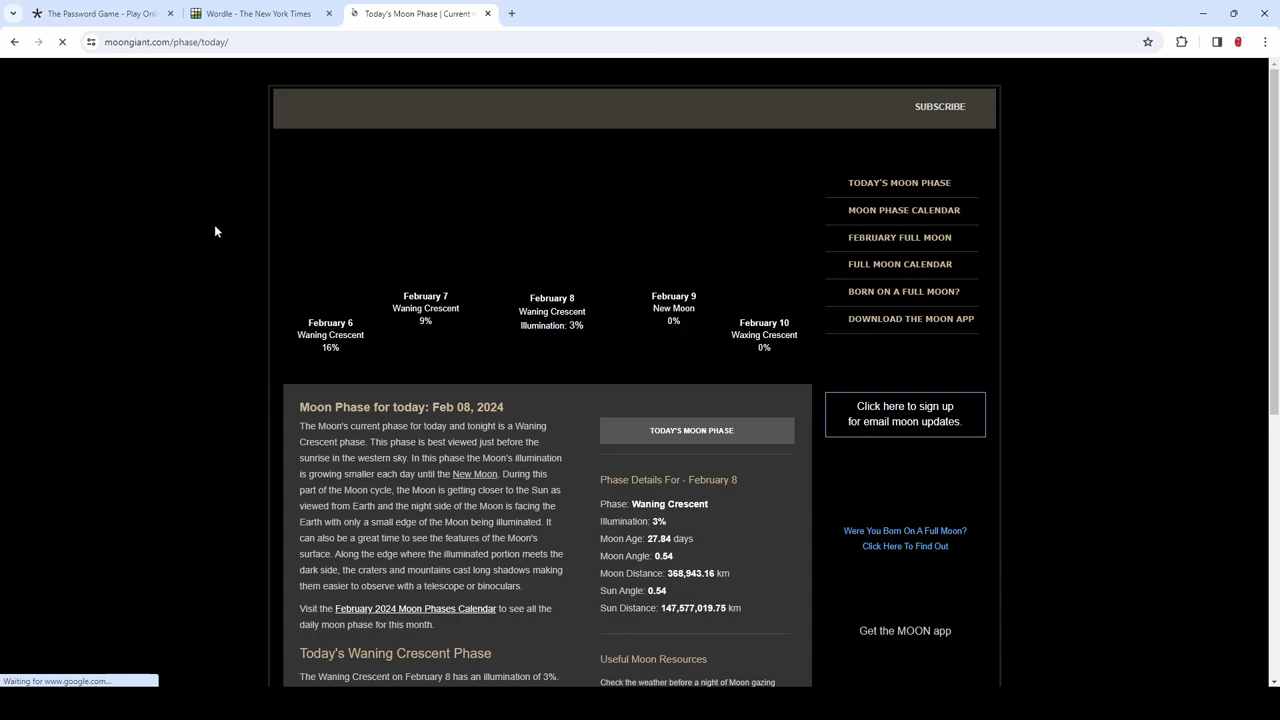 The Password Game - Play Onli
Wordle - The New York Times
Today's Moon Phase | Current m
moongiant.com/phase/today/
SUBSCRIBE
TODAY'S MOON PHASE
MOON PHASE CALENDAR
FEBRUARY FULL MOON
FULL MOON CALENDAR
BORN ON A FULL MOON?
DOWNLOAD THE MOON APP
February 6
Waning Crescent
16%
February 7
Waning Crescent
9%
February 8
Waning Crescent
Illumination: 3%
February 9
New Moon
0%
February 10
Waxing Crescent
0%
Moon Phase for today: Feb 08, 2024
The Moon's current phase for today and tonight is a Waning
Crescent phase. This phase is best viewed just before the
sunrise in the western sky. In this phase the Moon's illumination
is growing smaller each day until the New Moon. During this
part of the Moon cycle, the Moon is getting closer to the Sun as
viewed from Earth and the night side of the Moon is facing the
Earth with only a small edge of the Moon being illuminated. It
can also be a great time to see the features of the Moon's
surface. Along the edge where the illuminated portion meets the
dark side, the craters and mountains cast long shadows making
them easier to observe with a telescope or binoculars.
Visit the February 2024 Moon Phases Calendar to see all the
daily moon phase for this month.
Today's Waning Crescent Phase
The Waning Crescent on February 8 has an illumination of 3%.
TODAY'S MOON PHASE
Phase Details For - February 8
Phase: Waning Crescent
Illumination: 3%
Moon Age: 27.84 days
Moon Angle: 0.54
Moon Distance: 368,943.16 km
Sun Angle: 0.54
Sun Distance: 147,577,019.75 km
Useful Moon Resources
Check the weather before a night of Moon gazing
Click here to sign up
for email moon updates.
Were You Born On A Full Moon?
Click Here To Find Out
Get the MOON app
Waiting for www.google.com...